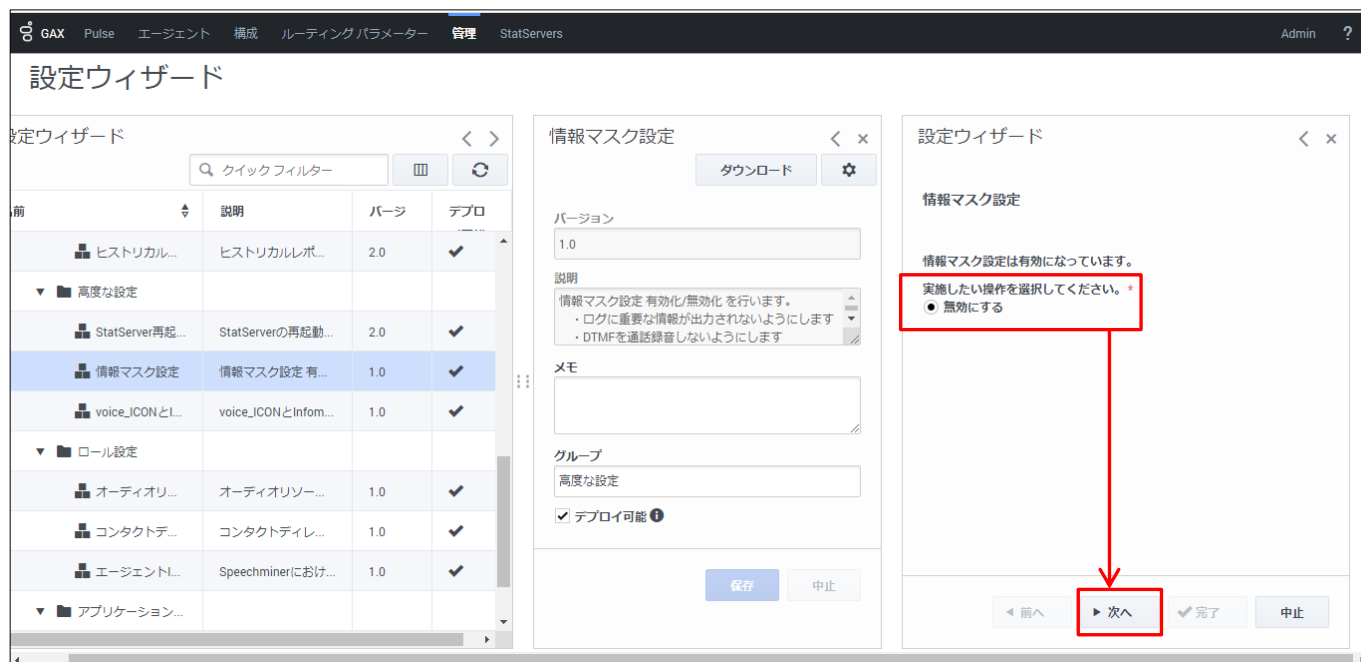 GAX Pulse エージェント 構成 ルーティング パラメーター 管理 StatServers Admin ?
設定ウィザード
定ウィザード
クイック フィルター
前 説明 バージ デプロ
ヒストリカル... ヒストリカルレポ... 2.0
高度な設定
StatServer再起... StatServerの再起動... 2.0
情報マスク設定 情報マスク設定 有... 1.0
voice_ICONとI... voice_ICONとInfom... 1.0
ロール設定
オーディオリ... オーディオリソー... 1.0
コンタクトデ... コンタクトディレ... 1.0
エージェントI... Speechminerにおけ... 1.0
アプリケーション...
情報マスク設定
ダウンロード
バージョン
1.0
説明
情報マスク設定 有効化/無効化 を行います。
・ログに重要な情報が出力されないようにします
・DTMFを通話録音しないようにします
メモ
グループ
高度な設定
デプロイ可能
保存 中止
設定ウィザード
情報マスク設定
情報マスク設定は有効になっています。
実施したい操作を選択してください。*
無効にする
前へ 次へ 完了 中止